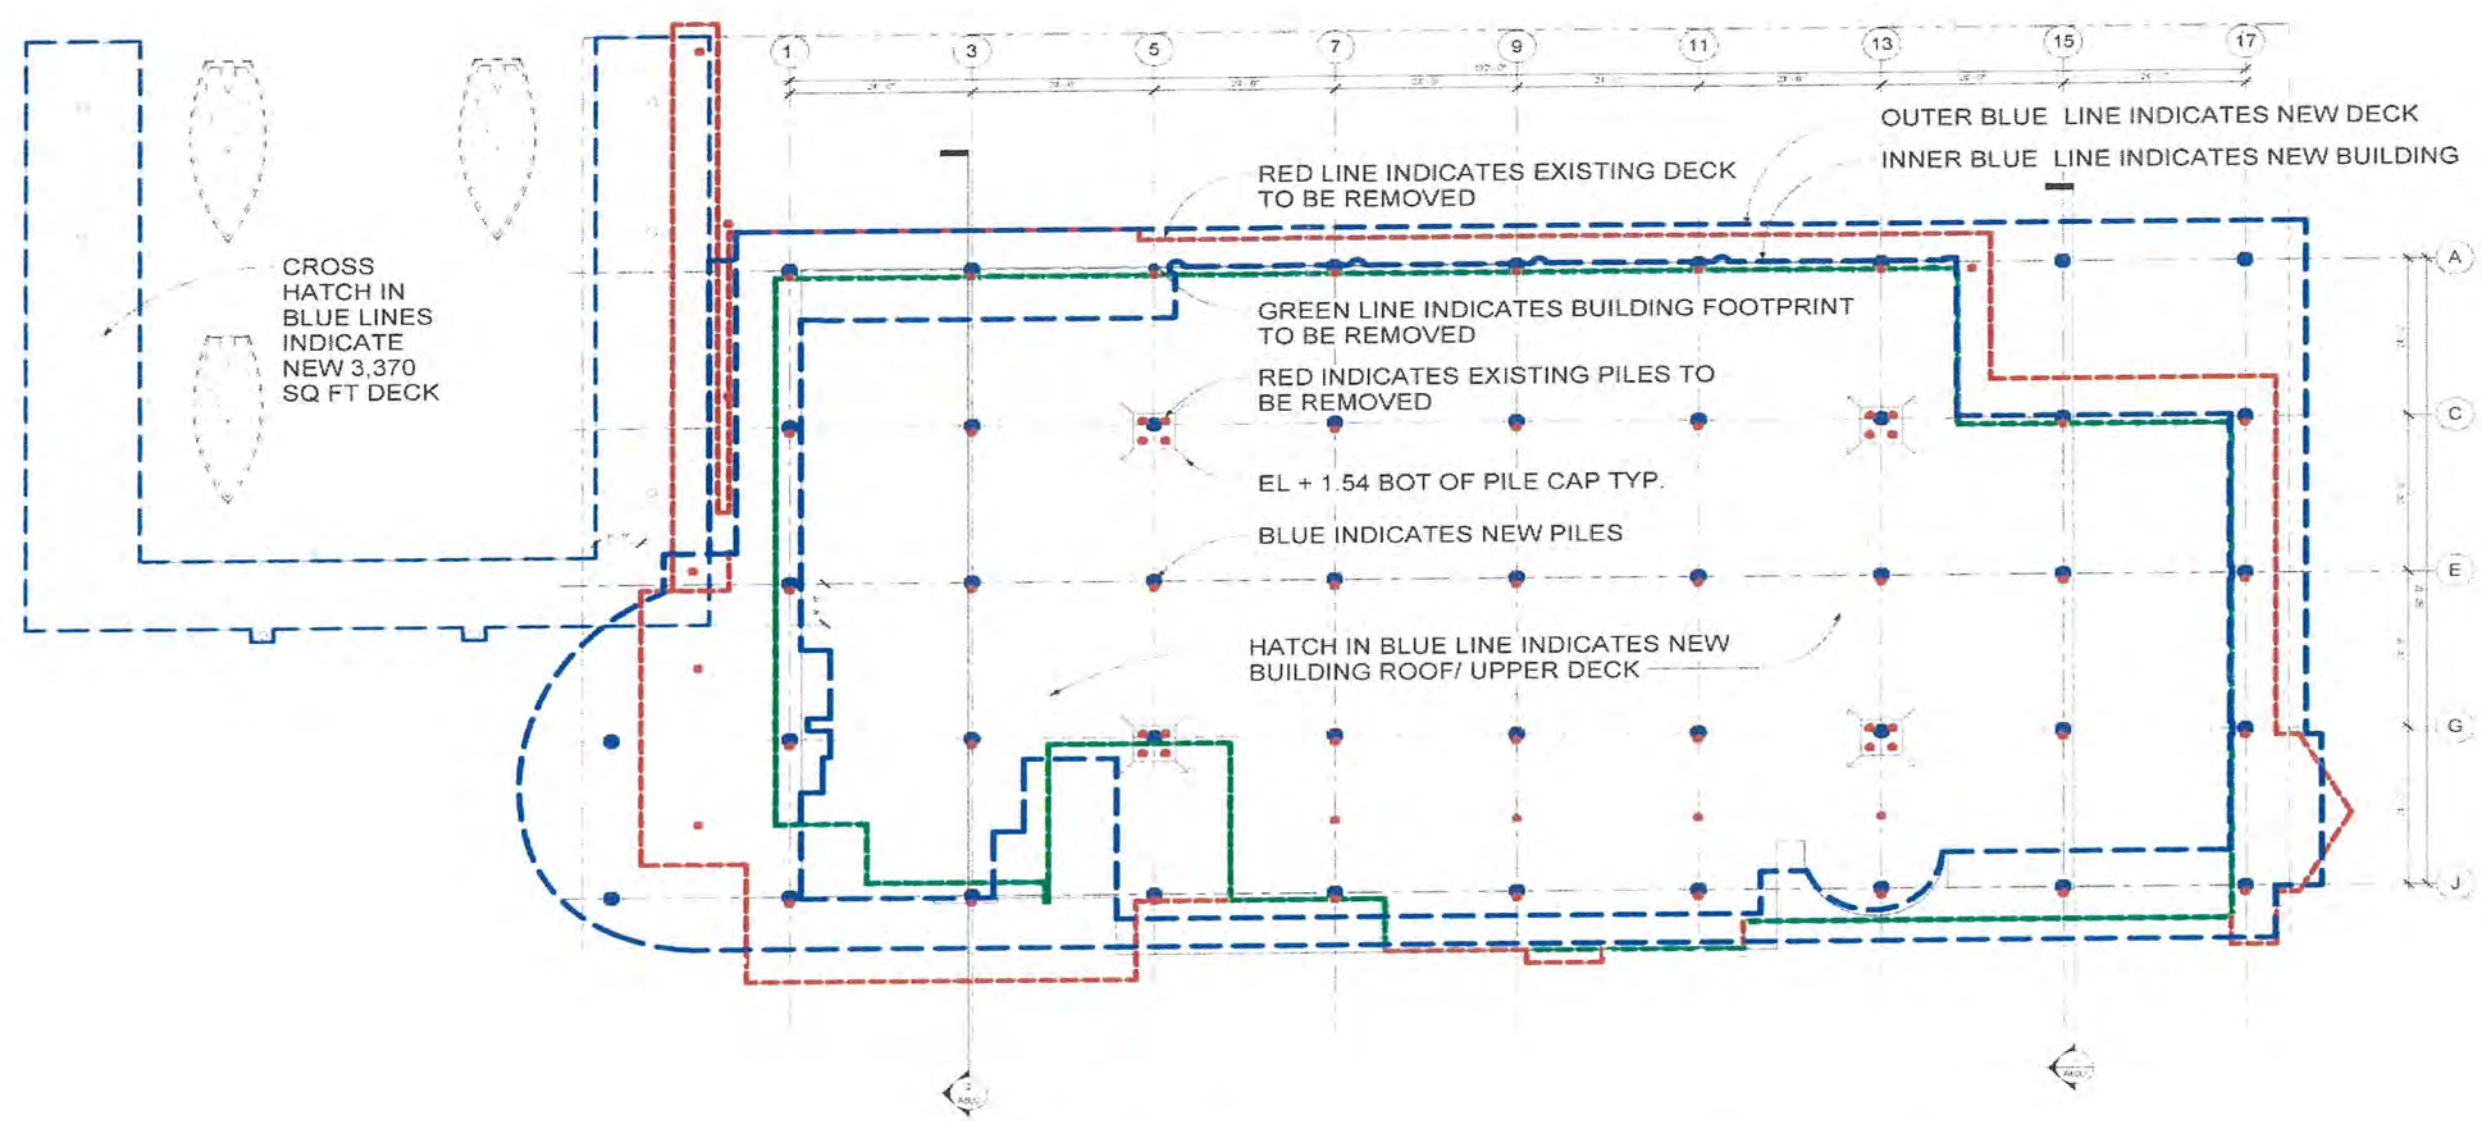 1
3
5
7
9
11
13
15
17
OUTER BLUE LINE INDICATES NEW DECK
INNER BLUE LINE INDICATES NEW BUILDING
RED LINE INDICATES EXISTING DECK
TO BE REMOVED
CROSS
HATCH IN
BLUE LINES
INDICATE
NEW 3,370
SQ FT DECK
GREEN LINE INDICATES BUILDING FOOTPRINT
TO BE REMOVED
RED INDICATES EXISTING PILES TO
BE REMOVED
EL + 1.54 BOT OF PILE CAP TYP.
BLUE INDICATES NEW PILES
HATCH IN BLUE LINE INDICATES NEW
BUILDING ROOF/ UPPER DECK
A
C
E
G
J